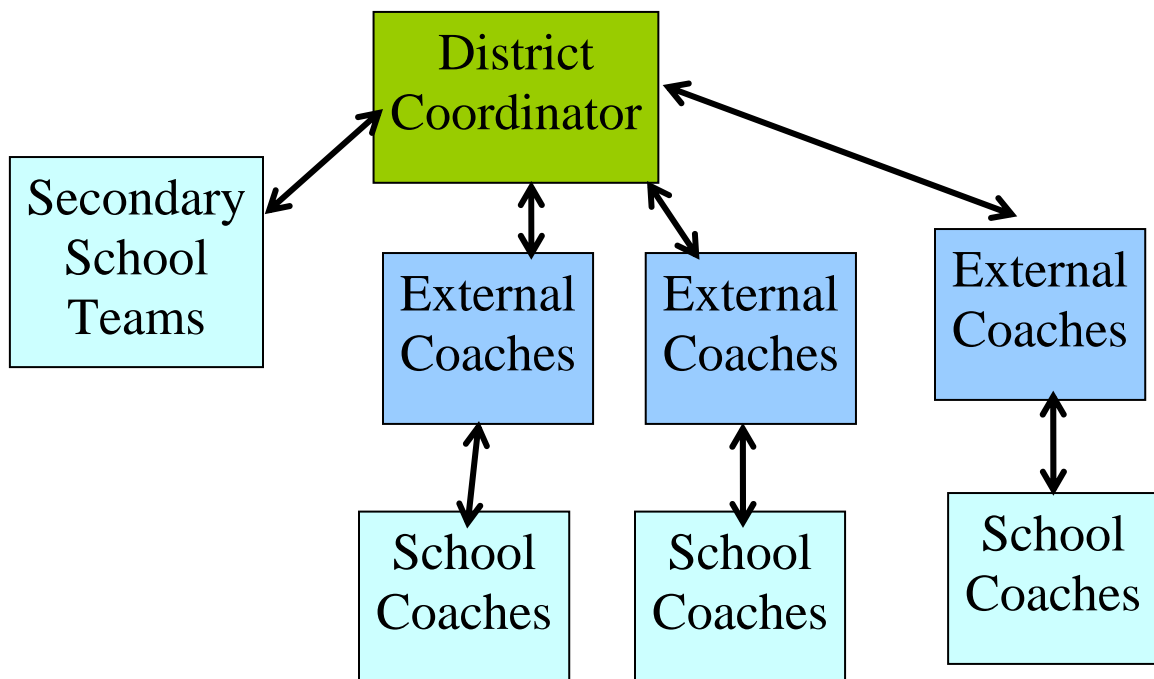 District
Coordinator
Secondary
School
Teams
External
Coaches
External
Coaches
External
Coaches
School
Coaches
School
Coaches
School
Coaches